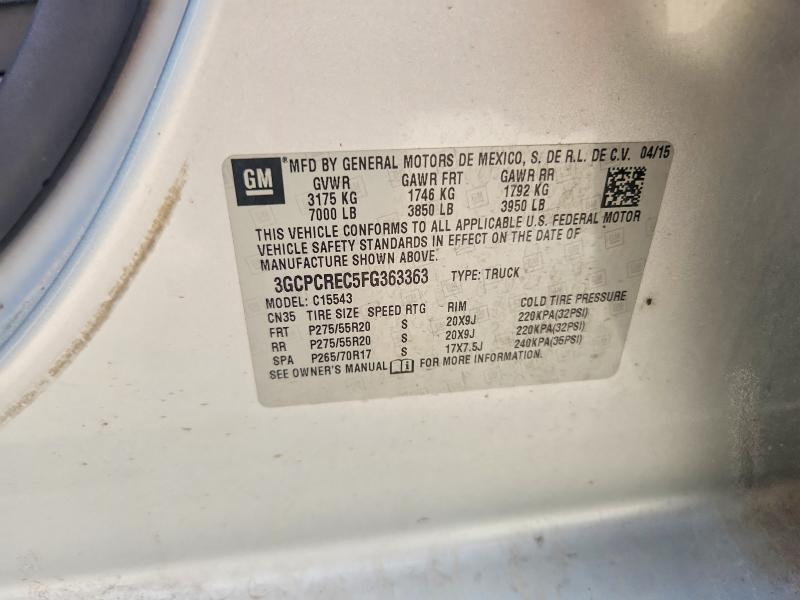 GM ® MFD BY GENERAL MOTORS DE MEXICO, S. DE R.L. DE C.V. 04/15
GVWR GAWR FRT GAWR RR
3175 KG 1746 KG 1792 KG
7000 LB 3850 LB 3950 LB
THIS VEHICLE CONFORMS TO ALL APPLICABLE U.S. FEDERAL MOTOR
VEHICLE SAFETY STANDARDS IN EFFECT ON THE DATE OF
MANUFACTURE SHOWN ABOVE.
3GCPCREC5FG363363 TYPE: TRUCK
MODEL: C15543
CN35 TIRE SIZE SPEED RTG RIM COLD TIRE PRESSURE
FRT P275/55R20 S 20X9J 220KPA(32PSI)
RR P275/55R20 S 20X9J 220KPA(32PSI)
SPA P265/70R17 S 17X7.5J 240KPA(35PSI)
SEE OWNER'S MANUAL FOR MORE INFORMATION.